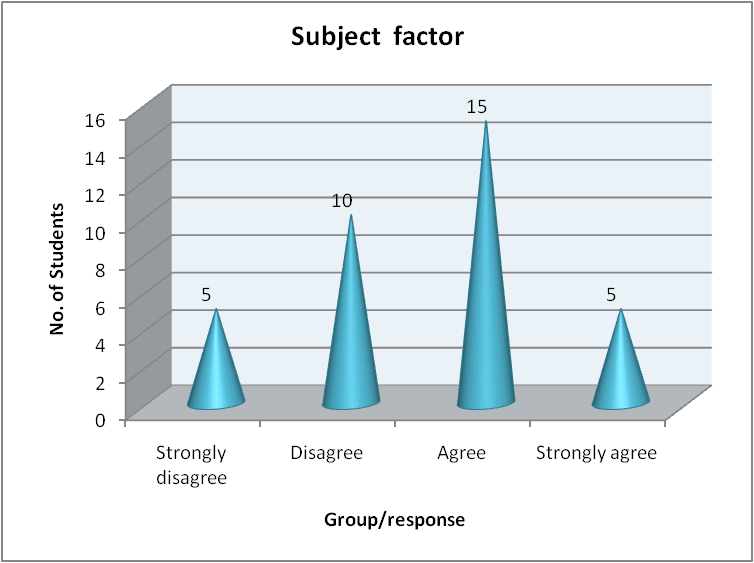 Subject factor
No. of Students
16
14
12
10
8
6
4
2
0
5
10
15
5
Strongly
disagree
Disagree
Agree
Strongly agree
Group/response